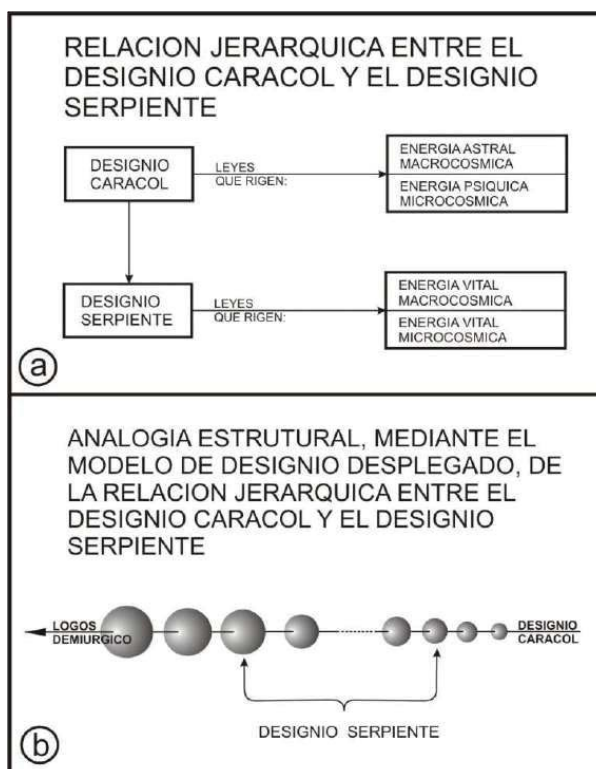 RELACION JERARQUICA ENTRE EL
DESIGNIO CARACOL Y EL DESIGNIO
SERPIENTE
DESIGNIO
CARACOL
LEYES
QUE RIGEN:
ENERGIA ASTRAL
MACROCOSMICA
ENERGIA PSIQUICA
MICROCOSMICA
DESIGNIO
SERPIENTE
LEYES
QUE RIGEN:
ENERGIA VITAL
MACROCOSMICA
ENERGIA VITAL
MICROCOSMICA
a
ANALOGIA ESTRUTURAL, MEDIANTE EL
MODELO DE DESIGNIO DESPLEGADO, DE
LA RELACION JERARQUICA ENTRE EL
DESIGNIO CARACOL Y EL DESIGNIO
SERPIENTE
LOGOS
DEMIURGICO
DESIGNIO
CARACOL
DESIGNIO SERPIENTE
b